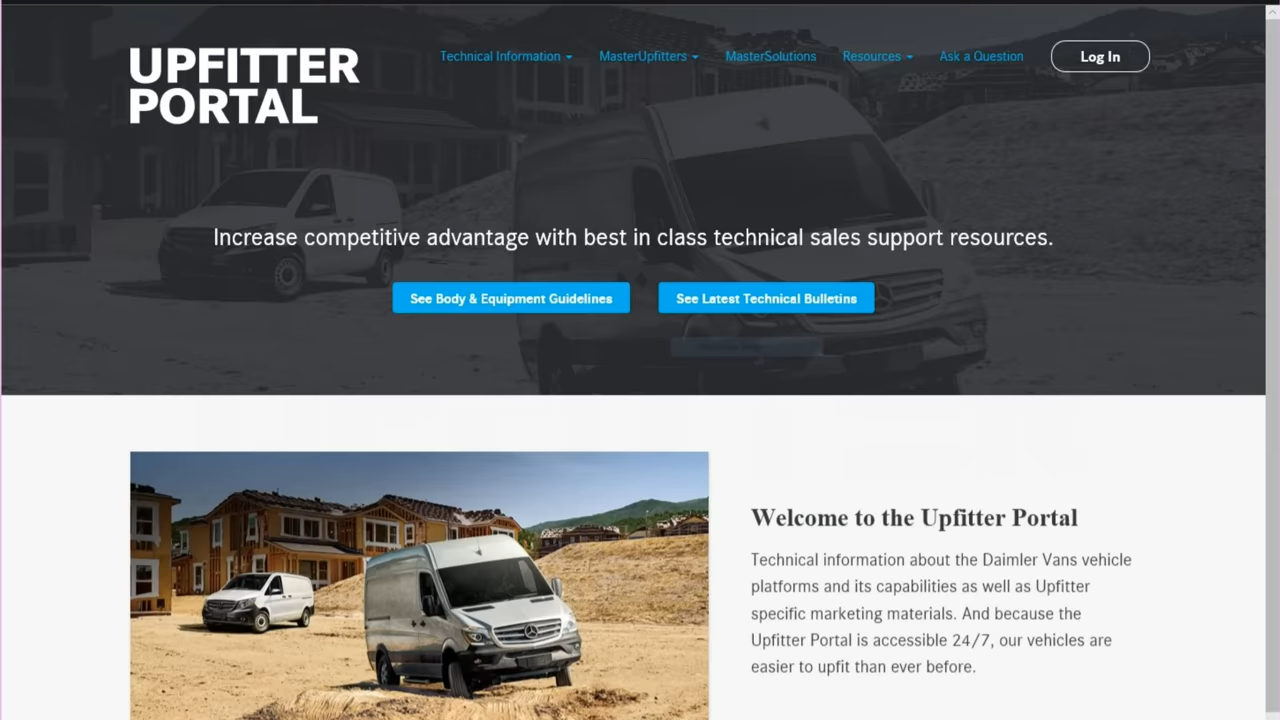 UPFITTER
PORTAL
Technical Information
MasterUpfitters
MasterSolutions
Resources
Ask a Question
Log In
Increase competitive advantage with best in class technical sales support resources.
See Body & Equipment Guidelines
See Latest Technical Bulletins
Welcome to the Upfitter Portal
Technical information about the Daimler Vans vehicle
platforms and its capabilities as well as Upfitter
specific marketing materials. And because the
Upfitter Portal is accessible 24/7, our vehicles are
easier to upfit than ever before.